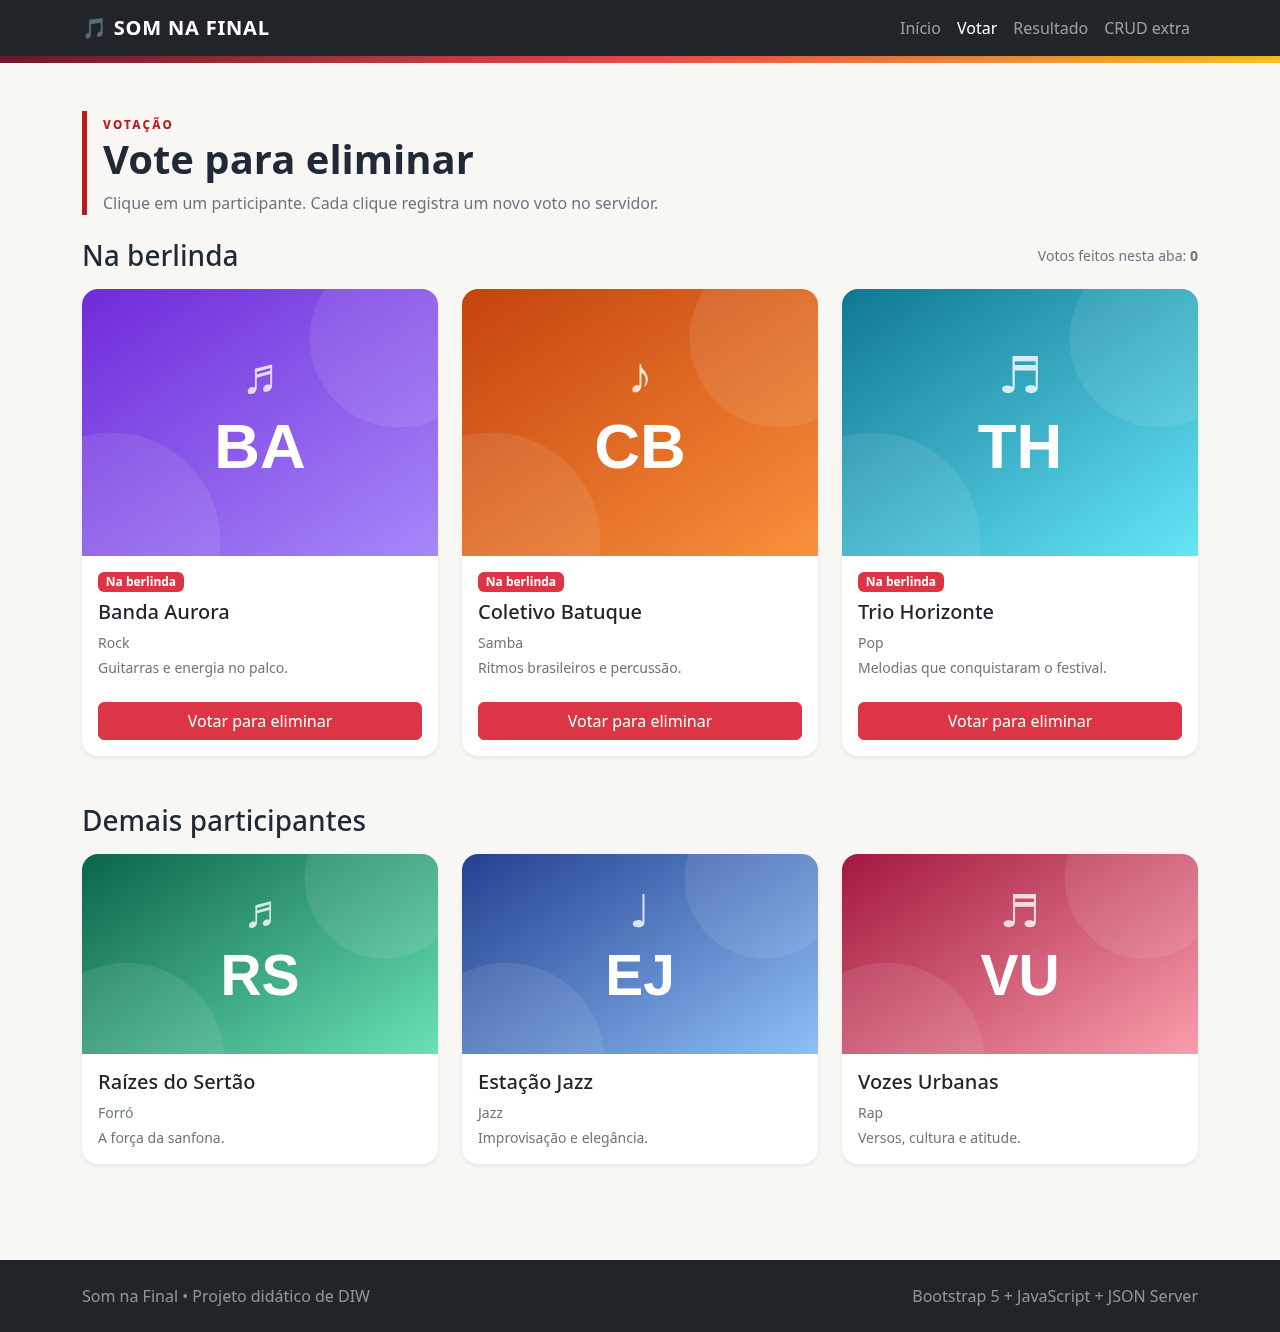 🎵 SOM NA FINAL
Início Votar Resultado CRUD extra
VOTAÇÃO
Vote para eliminar
Clique em um participante. Cada clique registra um novo voto no servidor.
Na berlinda
Votos feitos nesta aba: 0
♬
BA
♪
CB
♬
TH
Na berlinda
Banda Aurora
Rock
Guitarras e energia no palco.
Votar para eliminar
Na berlinda
Coletivo Batuque
Samba
Ritmos brasileiros e percussão.
Votar para eliminar
Na berlinda
Trio Horizonte
Pop
Melodias que conquistaram o festival.
Votar para eliminar
Demais participantes
♬
RS
♩
EJ
♬
VU
Raízes do Sertão
Forró
A força da sanfona.
Estação Jazz
Jazz
Improvisação e elegância.
Vozes Urbanas
Rap
Versos, cultura e atitude.
Som na Final • Projeto didático de DIW
Bootstrap 5 + JavaScript + JSON Server